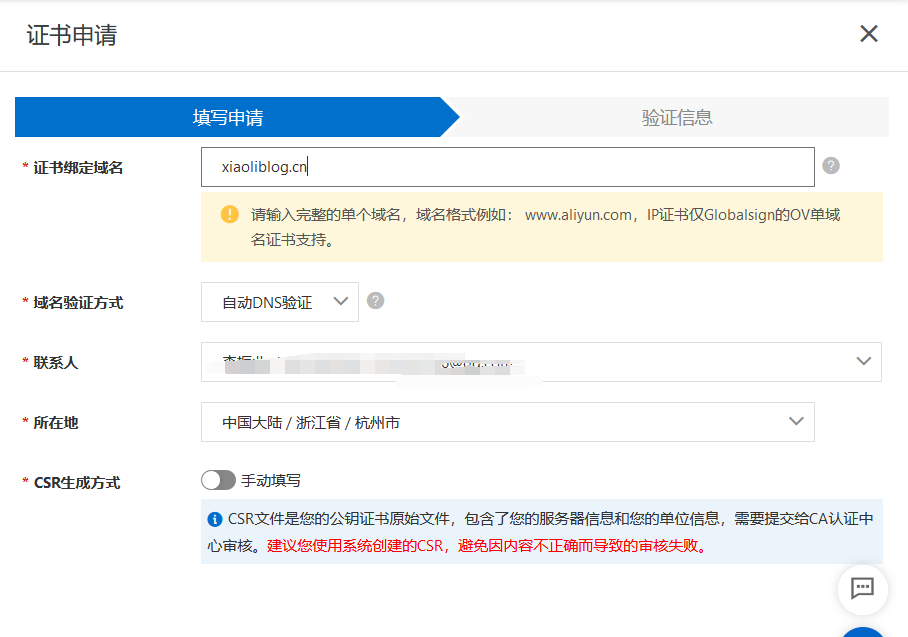 证书申请
填写申请
验证信息
* 证书绑定域名
xiaoliblog.cn
请输入完整的单个域名，域名格式例如： www.aliyun.com，IP证书仅Globalsign的OV单域
名证书支持。
* 域名验证方式
自动DNS验证
* 联系人
* 所在地
中国大陆 / 浙江省 / 杭州市
* CSR生成方式
手动填写
CSR文件是您的公钥证书原始文件，包含了您的服务器信息和您的单位信息，需要提交给CA认证中
心审核。建议您使用系统创建的CSR，避免因内容不正确而导致的审核失败。